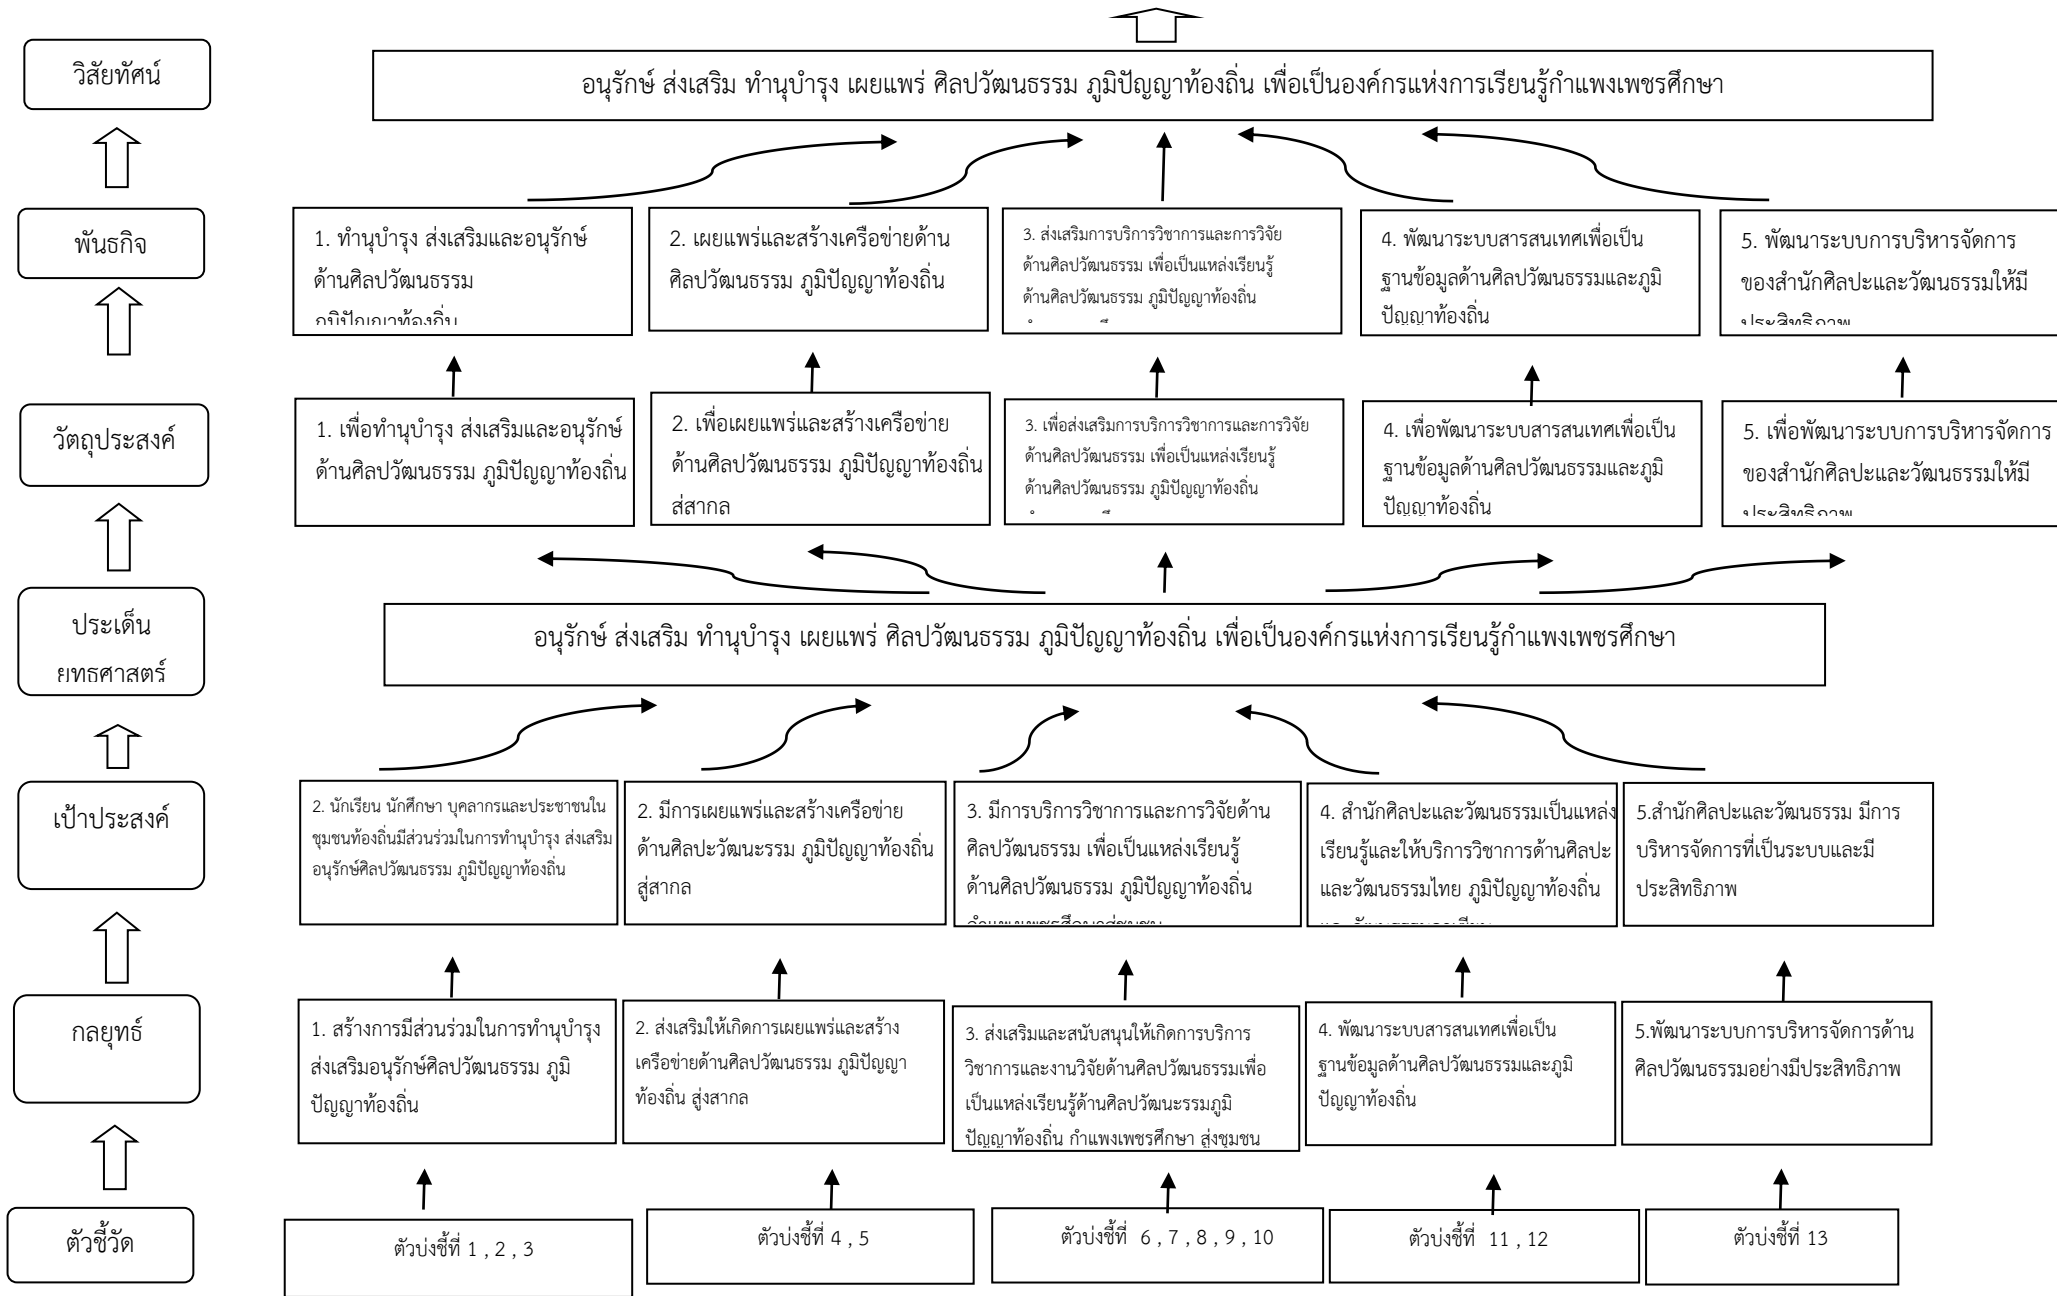 วิสัยทัศน์
อนุรักษ์ ส่งเสริม ทำนุบำรุง เผยแพร่ ศิลปวัฒนธรรม ภูมิปัญญาท้องถิ่น เพื่อเป็นองค์กรแห่งการเรียนรู้กำแพงเพชรศึกษา
พันธกิจ
1. ทำนุบำรุง ส่งเสริมและอนุรักษ์
ด้านศิลปวัฒนธรรม
ภูมิปัญญาท้องถิ่น
2. เผยแพร่และสร้างเครือข่ายด้าน
ศิลปวัฒนธรรม ภูมิปัญญาท้องถิ่น
3. ส่งเสริมการบริการวิชาการและการวิจัย
ด้านศิลปวัฒนธรรม เพื่อเป็นแหล่งเรียนรู้
ด้านศิลปวัฒนธรรม ภูมิปัญญาท้องถิ่น
4. พัฒนาระบบสารสนเทศเพื่อเป็น
ฐานข้อมูลด้านศิลปวัฒนธรรมและภูมิ
ปัญญาท้องถิ่น
5. พัฒนาระบบการบริหารจัดการ
ของสำนักศิลปะและวัฒนธรรมให้มี
ประสิทธิภาพ
วัตถุประสงค์
1. เพื่อทำนุบำรุง ส่งเสริมและอนุรักษ์
ด้านศิลปวัฒนธรรม ภูมิปัญญาท้องถิ่น
2. เพื่อเผยแพร่และสร้างเครือข่าย
ด้านศิลปวัฒนธรรม ภูมิปัญญาท้องถิ่น
สู่สากล
3. เพื่อส่งเสริมการบริการวิชาการและการวิจัย
ด้านศิลปวัฒนธรรม เพื่อเป็นแหล่งเรียนรู้
ด้านศิลปวัฒนธรรม ภูมิปัญญาท้องถิ่น
4. เพื่อพัฒนาระบบสารสนเทศเพื่อเป็น
ฐานข้อมูลด้านศิลปวัฒนธรรมและภูมิ
ปัญญาท้องถิ่น
5. เพื่อพัฒนาระบบการบริหารจัดการ
ของสำนักศิลปะและวัฒนธรรมให้มี
ประสิทธิภาพ
ประเด็น
ยุทธศาสตร์
อนุรักษ์ ส่งเสริม ทำนุบำรุง เผยแพร่ ศิลปวัฒนธรรม ภูมิปัญญาท้องถิ่น เพื่อเป็นองค์กรแห่งการเรียนรู้กำแพงเพชรศึกษา
เป้าประสงค์
2. นักเรียน นักศึกษา บุคลากรและประชาชนใน
ชุมชนท้องถิ่นมีส่วนร่วมในการทำนุบำรุง ส่งเสริม
อนุรักษ์ศิลปวัฒนธรรม ภูมิปัญญาท้องถิ่น
2. มีการเผยแพร่และสร้างเครือข่าย
ด้านศิลปะวัฒนะรรม ภูมิปัญญาท้องถิ่น
สู่สากล
3. มีการบริการวิชาการและการวิจัยด้าน
ศิลปวัฒนธรรม เพื่อเป็นแหล่งเรียนรู้
ด้านศิลปวัฒนธรรม ภูมิปัญญาท้องถิ่น
กำแพงเพชรศึกษาสู่ชุมชน
4. สำนักศิลปะและวัฒนธรรมเป็นแหล่ง
เรียนรู้และให้บริการวิชาการด้านศิลปะ
และวัฒนธรรมไทย ภูมิปัญญาท้องถิ่น
5.สำนักศิลปะและวัฒนธรรม มีการ
บริหารจัดการที่เป็นระบบและมี
ประสิทธิภาพ
กลยุทธ์
1. สร้างการมีส่วนร่วมในการทำนุบำรุง
ส่งเสริมอนุรักษ์ศิลปวัฒนธรรม ภูมิ
ปัญญาท้องถิ่น
2. ส่งเสริมให้เกิดการเผยแพร่และสร้าง
เครือข่ายด้านศิลปวัฒนธรรม ภูมิปัญญา
ท้องถิ่น สู่งสากล
3. ส่งเสริมและสนับสนุนให้เกิดการบริการ
วิชาการและงานวิจัยด้านศิลปวัฒนธรรมเพื่อ
เป็นแหล่งเรียนรู้ด้านศิลปวัฒนะรรมภูมิ
ปัญญาท้องถิ่น กำแพงเพชรศึกษา สู่งชุมชน
4. พัฒนาระบบสารสนเทศเพื่อเป็น
ฐานข้อมูลด้านศิลปวัฒนธรรมและภูมิ
ปัญญาท้องถิ่น
5.พัฒนาระบบการบริหารจัดการด้าน
ศิลปวัฒนธรรมอย่างมีประสิทธิภาพ
ตัวชี้วัด
ตัวบ่งชี้ที่ 1 , 2 , 3
ตัวบ่งชี้ที่ 4 , 5
ตัวบ่งชี้ที่ 6 , 7 , 8 , 9 , 10
ตัวบ่งชี้ที่ 11 , 12
ตัวบ่งชี้ที่ 13